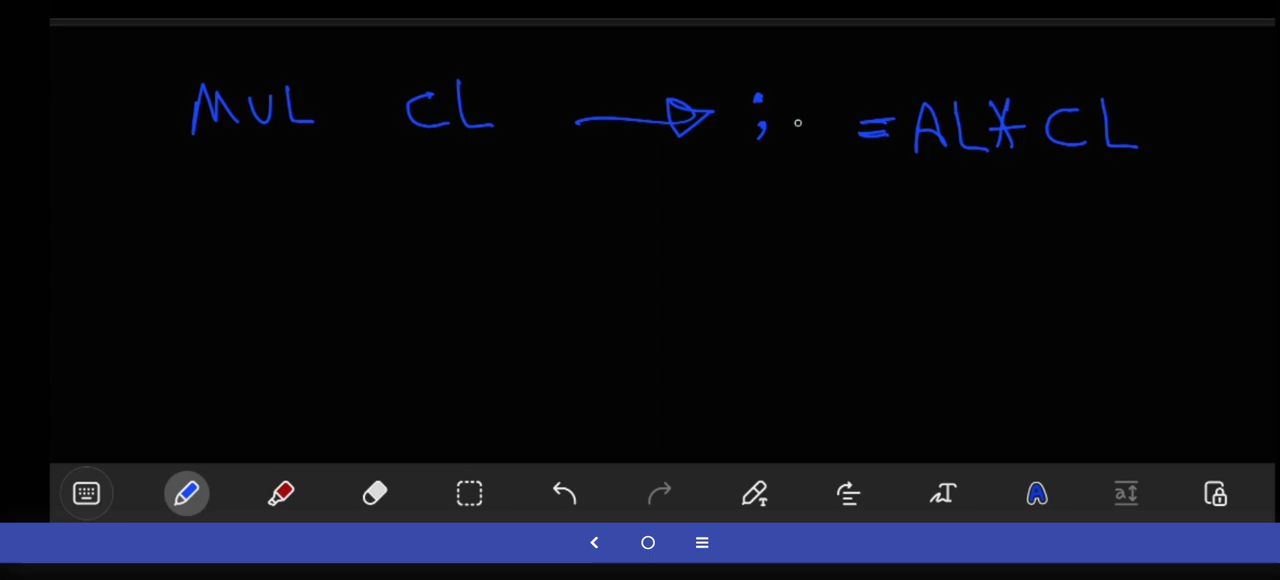 MUL CL → ; = AL * CL